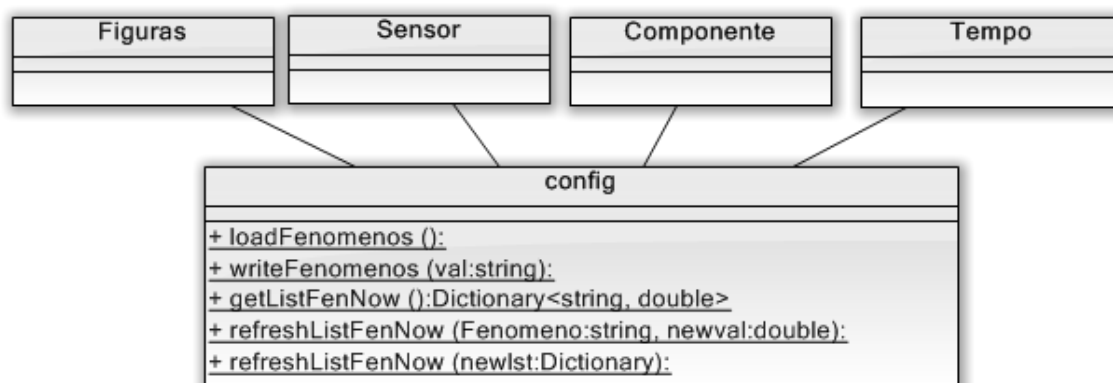 Figuras
Sensor
Componente
Tempo
config
+ loadFenomenos ():
+ writeFenomenos (val:string):
+ getListFenNow ():Dictionary<string, double>
+ refreshListFenNow (Fenomeno:string, newval:double):
+ refreshListFenNow (newlst:Dictionary):